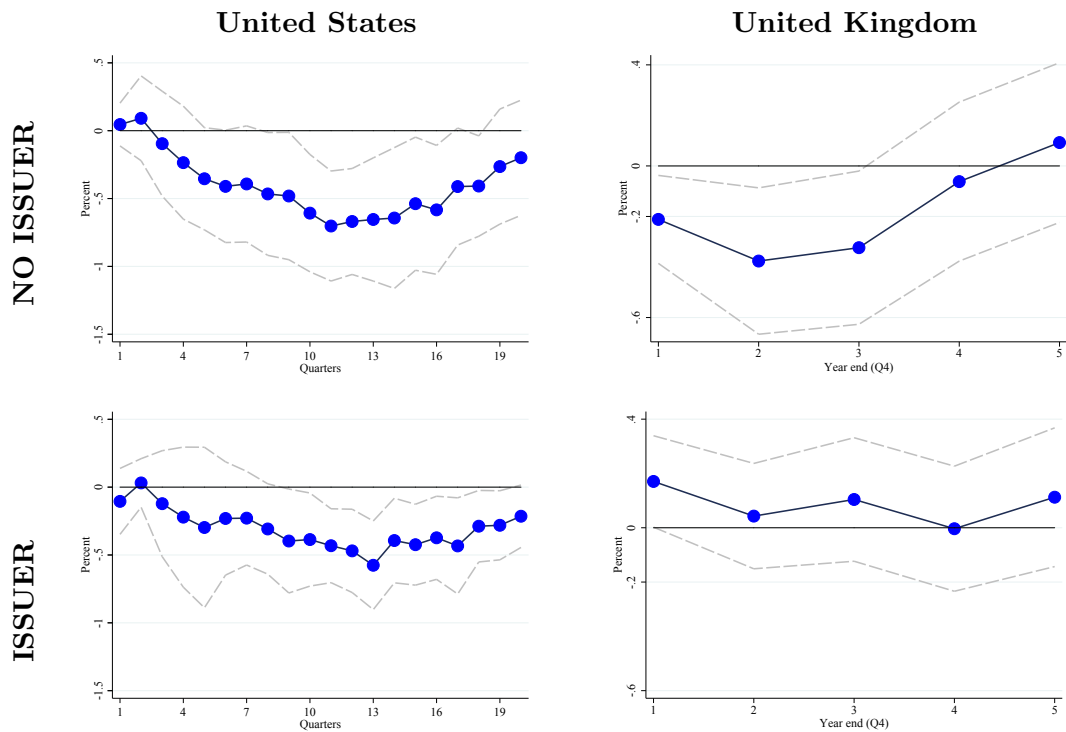 United States
United Kingdom
NO ISSUER
Percent
.5
0
-.5
-1
-1.5
1 4 7 10 13 16 19
Quarters
Percent
.4
0
-.2
-.6
1 2 3 4 5
Year end (Q4)
ISSUER
Percent
.5
0
-.5
-1
-1.5
1 4 7 10 13 16 19
Quarters
Percent
.4
0
-.2
-.6
1 2 3 4 5
Year end (Q4)